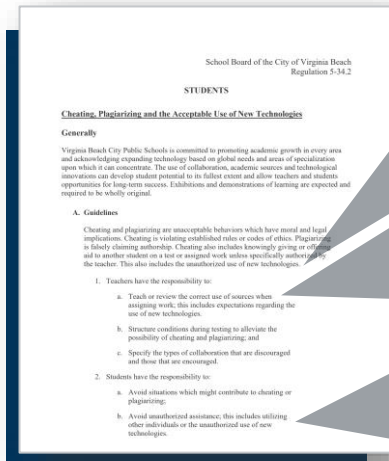 School Board of the City of Virginia Beach
Regulation 5-34.2
STUDENTS
Cheating, Plagiarizing and the Acceptable Use of New Technologies
Generally
Virginia Beach City Public Schools is committed to promoting academic growth in every area
and acknowledging expanding technology based on global needs and areas of specialization
upon which it can concentrate. The use of collaboration, academic sources and technological
innovations can develop student potential to its fullest extent and allow teachers and students
opportunities for long-term success. Exhibitions and demonstrations of learning are expected and
required to be wholly original.
A. Guidelines
Cheating and plagiarizing are unacceptable behaviors which have moral and legal
implications. Cheating is violating established rules or codes of ethics. Plagiarizing
is falsely claiming authorship. Cheating also includes knowingly giving or offering
aid to another student on a test or assigned work unless specifically authorized by
the teacher. This also includes the unauthorized use of new technologies.
1. Teachers have the responsibility to:
a. Teach or review the correct use of sources when
assigning work; this includes expectations regarding the
use of new technologies.
b. Structure conditions during testing to alleviate the
possibility of cheating and plagiarizing; and
c. Specify the types of collaboration that are discouraged
and those that are encouraged.
2. Students have the responsibility to:
a. Avoid situations which might contribute to cheating or
plagiarizing;
b. Avoid unauthorized assistance; this includes utilizing
other individuals or the unauthorized use of new
technologies.